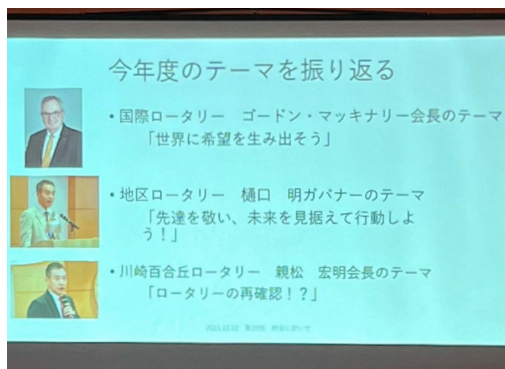 今年度のテーマを振り返る
• 国際ロータリー　ゴードン・マッキナリー会長のテーマ
「世界に希望を生み出そう」
• 地区ロータリー　樋口　明ガバナーのテーマ
「先達を敬い、未来を見据えて行動しよ
う！」
• 川崎百合丘ロータリー　親松　宏明会長のテーマ
「ロータリーの再確認！？」